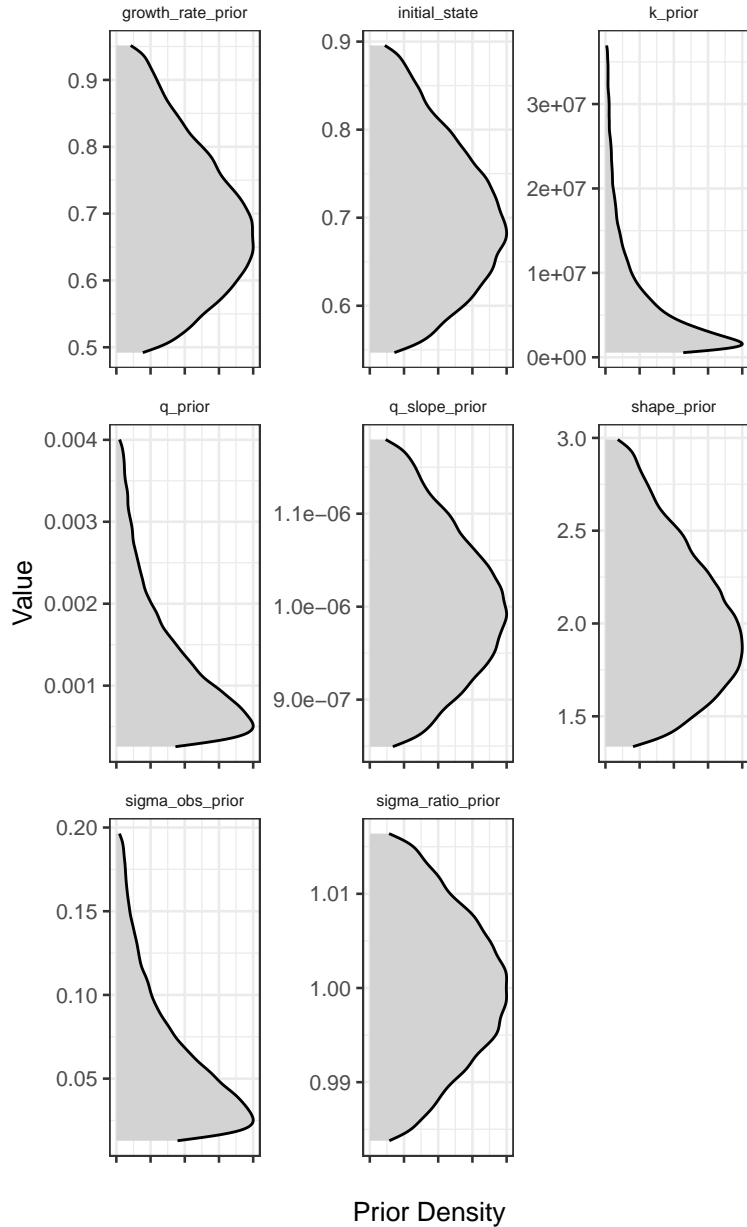 growth_rate_prior
initial_state
k_prior
0.9
0.8
0.7
0.6
0.5
0.9
0.8
0.7
0.6
3e+07
2e+07
1e+07
0e+00
q_prior
q_slope_prior
shape_prior
Value
0.004
0.003
0.002
0.001
1.1e−06
1.0e−06
9.0e−07
3.0
2.5
2.0
1.5
sigma_obs_prior
sigma_ratio_prior
0.20
0.15
0.10
0.05
1.01
1.00
0.99
Prior Density